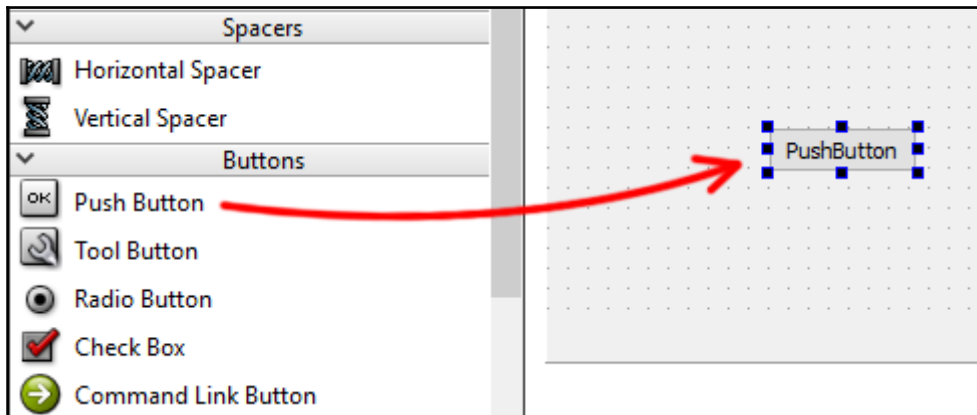 Spacers
Horizontal Spacer
Vertical Spacer
Buttons
OK Push Button
Tool Button
Radio Button
Check Box
Command Link Button
PushButton